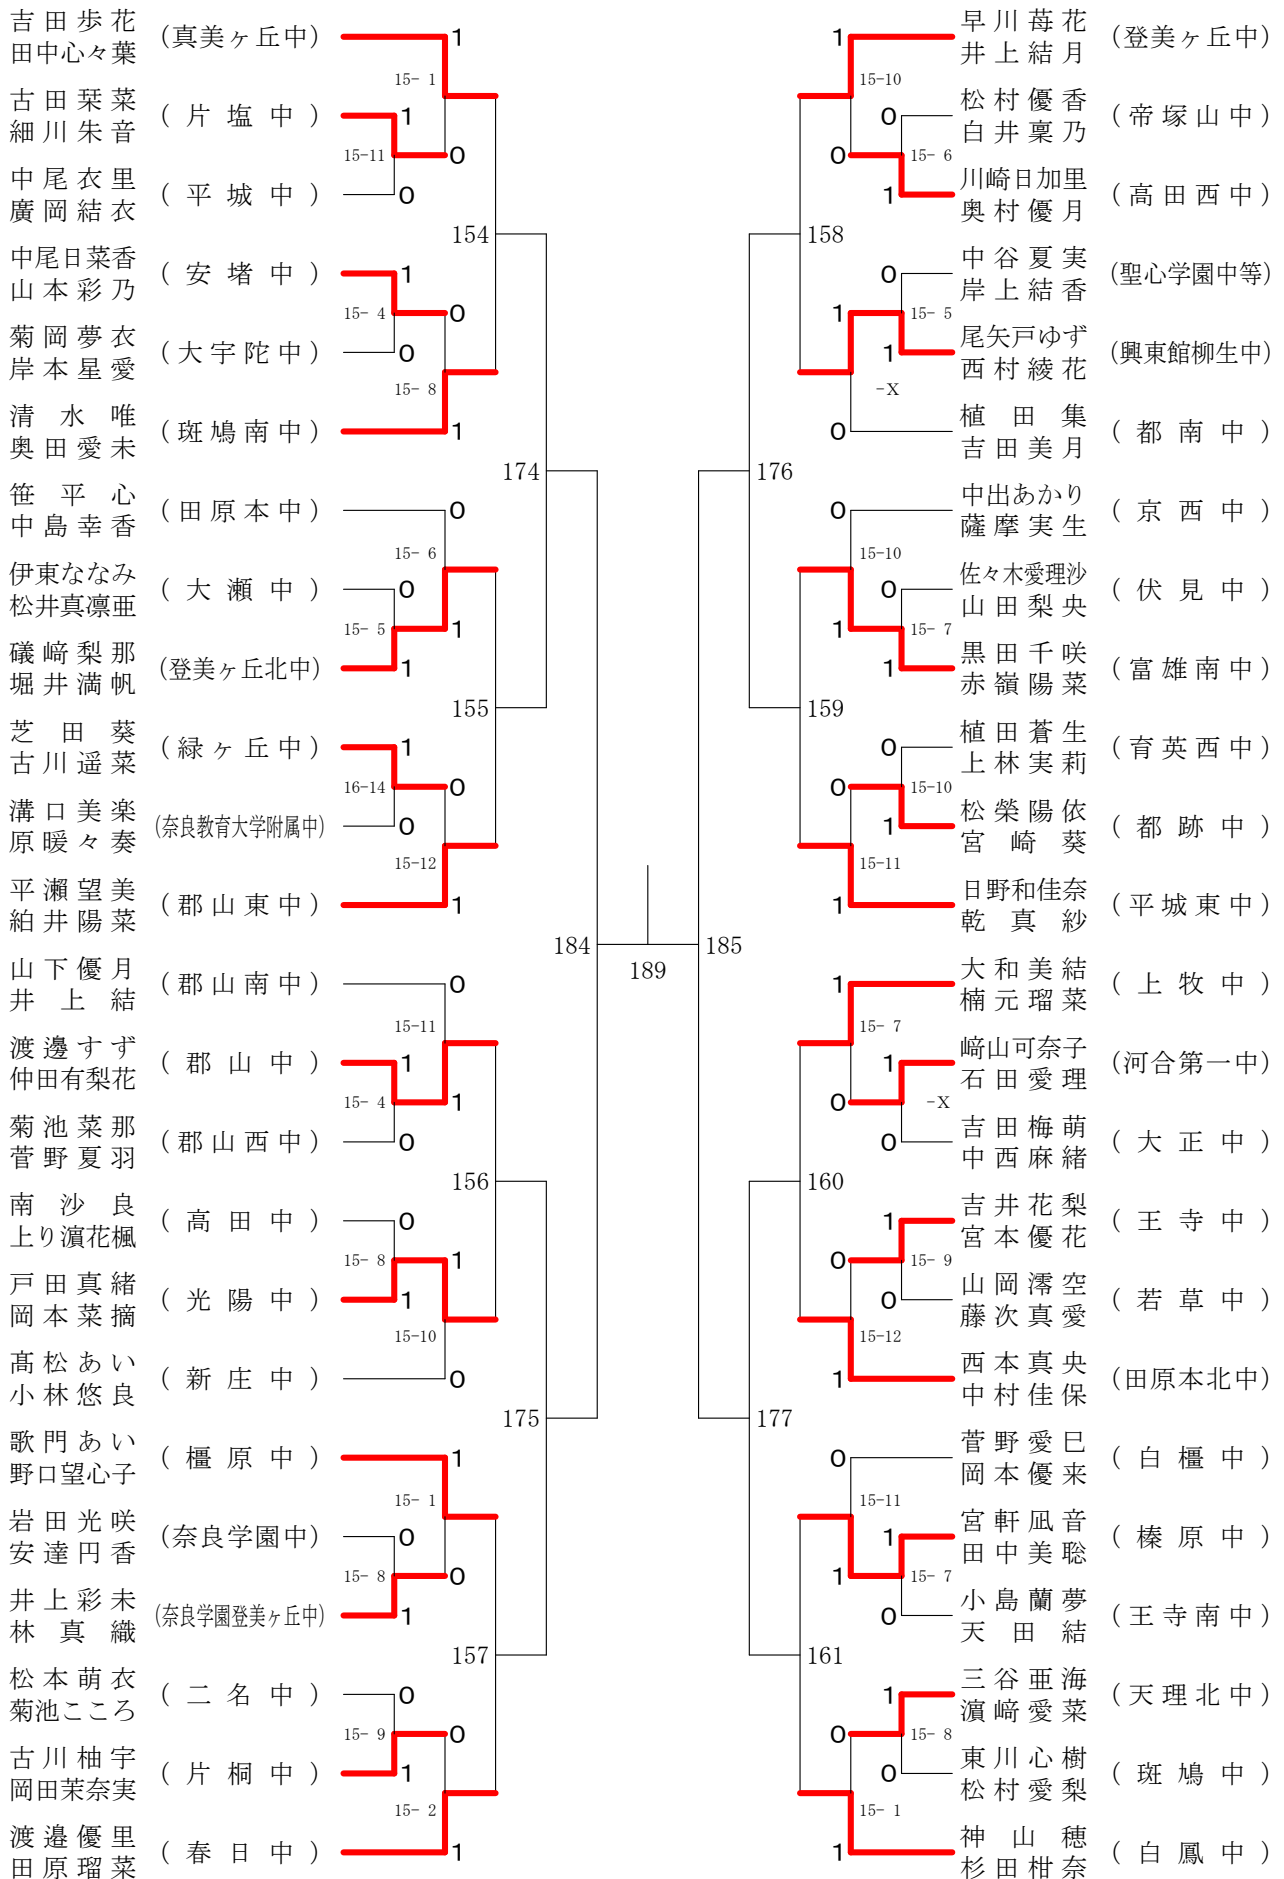 吉田歩花
田中心々葉
(真美ヶ丘中)
1
15- 1
古田栞菜
細川朱音
(片塩中)
1
15-11
0
中尾衣里
廣岡結衣
(平城中)
0
154
中尾日菜香
山本彩乃
(安堵中)
1
15- 4
0
菊岡夢衣
岸本星愛
(大宇陀中)
0
15- 8
清水唯
奥田愛未
(斑鳩南中)
1
174
笹平心
中島幸香
(田原本中)
0
15- 6
伊東ななみ
松井真凛亜
(大瀬中)
0
15- 5
1
礒﨑梨那
堀井満帆
(登美ヶ丘北中)
1
155
芝田葵
古川遥菜
(緑ヶ丘中)
1
16-14
0
溝口美楽
原暖々奏
(奈良教育大学附属中)
0
15-12
平瀬望美
紿井陽菜
(郡山東中)
1
184
189
185
山下優月
井上結
(郡山南中)
0
15-11
渡邊すず
仲田有梨花
(郡山中)
1
15- 4
1
菊池菜那
菅野夏羽
(郡山西中)
0
156
南沙良
上り濵花楓
(高田中)
0
15- 8
1
戸田真緒
岡本菜摘
(光陽中)
1
15-10
髙松あい
小林悠良
(新庄中)
0
175
歌門あい
野口望心子
(橿原中)
1
15- 1
岩田光咲
安達円香
(奈良学園中)
0
15- 8
0
井上彩未
林真織
(奈良学園登美ヶ丘中)
1
157
松本萌衣
菊池こころ
(二名中)
0
15- 9
0
古川柚宇
岡田茉奈実
(片桐中)
1
15- 2
渡邉優里
田原瑠菜
(春日中)
1
1
早川苺花
井上結月
(登美ヶ丘中)
15-10
0
松村優香
白井稟乃
(帝塚山中)
0
15- 6
1
川崎日加里
奥村優月
(高田西中)
158
0
中谷夏実
岸上結香
(聖心学園中等)
1
15- 5
1
尾矢戸ゆず
西村綾花
(興東館柳生中)
-X
0
植田集
吉田美月
(都南中)
176
0
中出あかり
薩摩実生
(京西中)
15-10
0
佐々木愛理沙
山田梨央
(伏見中)
1
15- 7
1
黒田千咲
赤嶺陽菜
(富雄南中)
159
0
植田蒼生
上林実莉
(育英西中)
0
15-10
1
松榮陽依
宮崎葵
(都跡中)
15-11
1
日野和佳奈
乾真紗
(平城東中)
1
大和美結
楠元瑠菜
(上牧中)
15- 7
1
﨑山可奈子
石田愛理
(河合第一中)
0
-X
0
吉田梅萌
中西麻緒
(大正中)
160
1
吉井花梨
宮本優花
(王寺中)
0
15- 9
0
山岡澪空
藤次真愛
(若草中)
15-12
1
西本真央
中村佳保
(田原本北中)
177
0
菅野愛巳
岡本優来
(白橿中)
15-11
1
宮軒凪音
田中美聡
(榛原中)
1
15- 7
0
小島蘭夢
天田結
(王寺南中)
161
1
三谷亜海
濵﨑愛菜
(天理北中)
0
15- 8
0
東川心樹
松村愛梨
(斑鳩中)
15- 1
1
神山穂
杉田柑奈
(白鳳中)